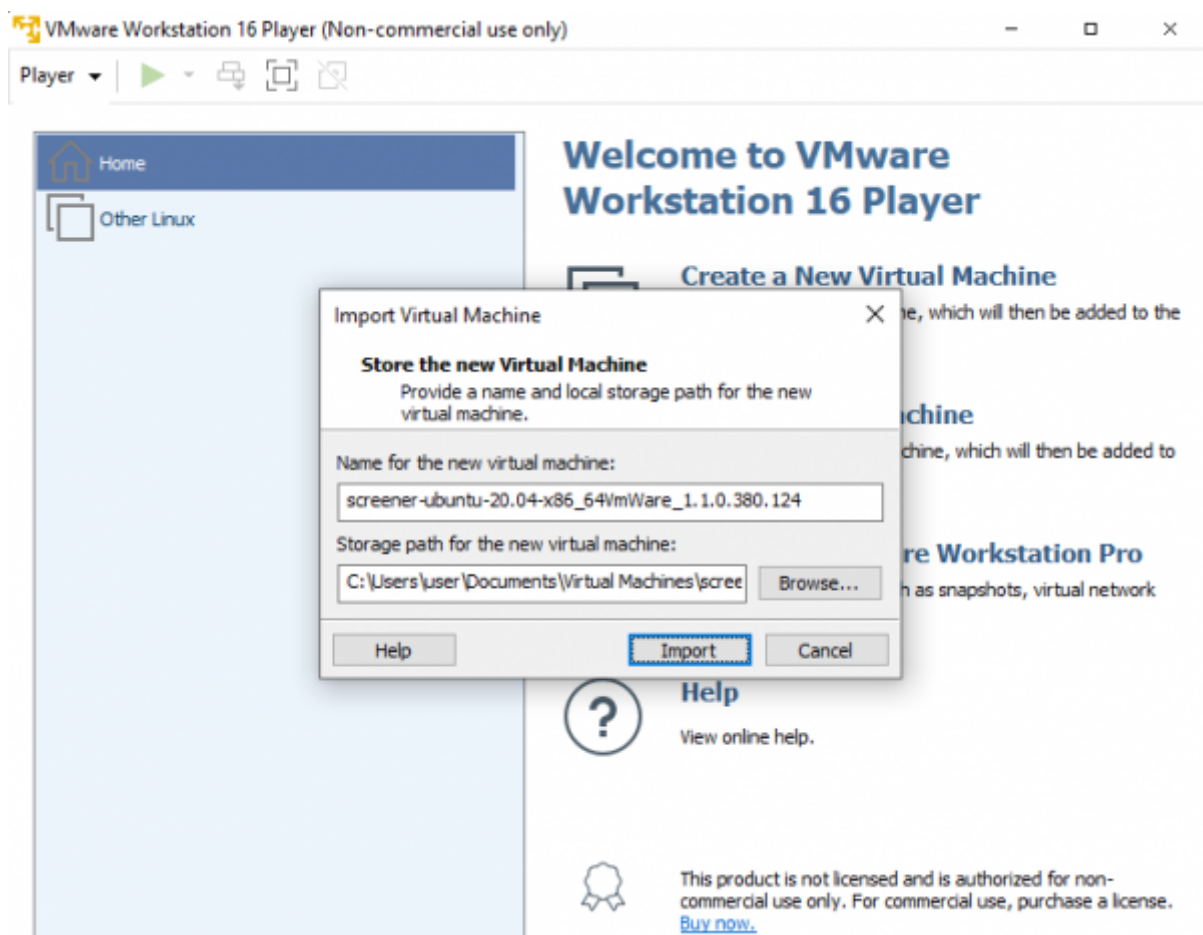 VMware Workstation 16 Player (Non-commercial use only)
Player
Home
Other Linux
Welcome to VMware
Workstation 16 Player
Create a New Virtual Machine
which will then be added to the
achine
which will then be added to
re Workstation Pro
as snapshots, virtual network
Import Virtual Machine
Store the new Virtual Machine
Provide a name and local storage path for the new
virtual machine.
Name for the new virtual machine:
screener-ubuntu-20.04-x86_64VmWare_1.1.0.380.124
Storage path for the new virtual machine:
C:\Users\user\Documents\Virtual Machines\scree
Browse...
Help
Import
Cancel
Help
View online help.
This product is not licensed and is authorized for non-
commercial use only. For commercial use, purchase a license.
Buy now.